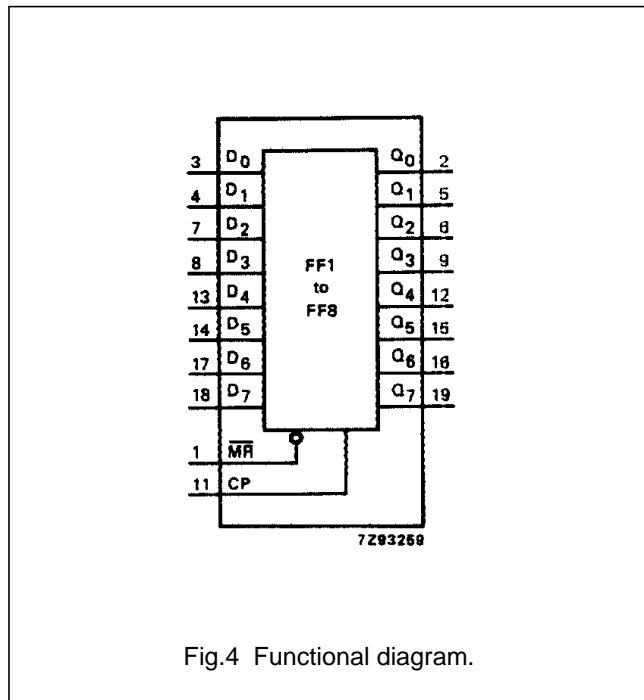 3 D0 Q0 2
4 D1 Q1 5
7 D2 Q2 6
8 D3 Q3 9
FF1
to
FF8
13 D4 Q4 12
14 D5 Q5 15
17 D6 Q6 16
18 D7 Q7 19
1 M̅R̅
11 CP
7Z93259
Fig.4 Functional diagram.